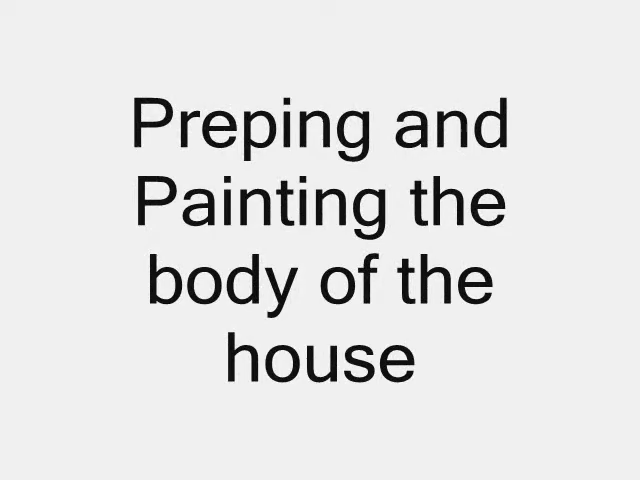 Preping and
Painting the
body of the
house